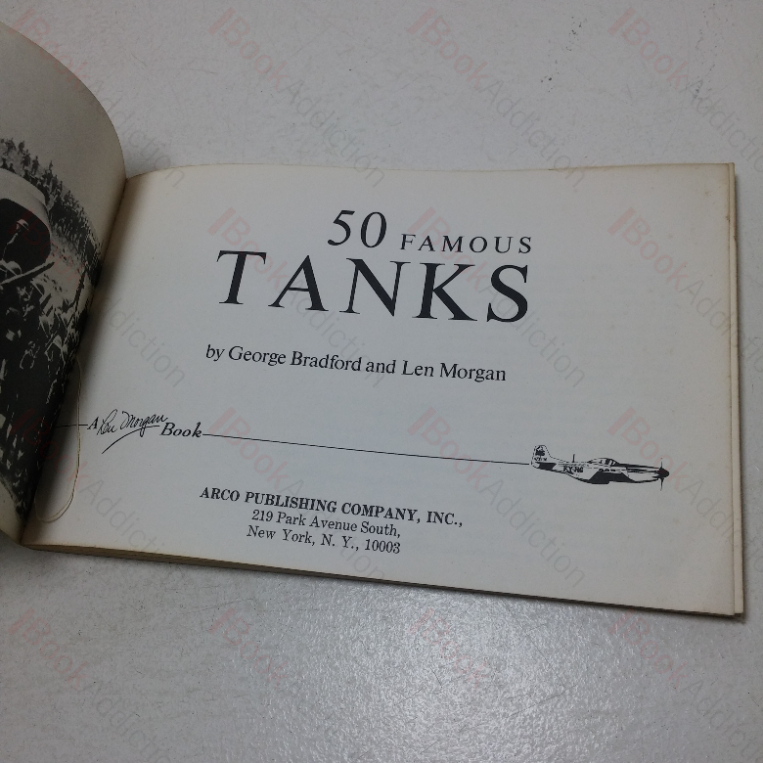 50 FAMOUS
TANKS
by George Bradford and Len Morgan
A Len Morgan Book
ARCO PUBLISHING COMPANY, INC.,
219 Park Avenue South,
New York, N. Y., 10003
BookAddiction